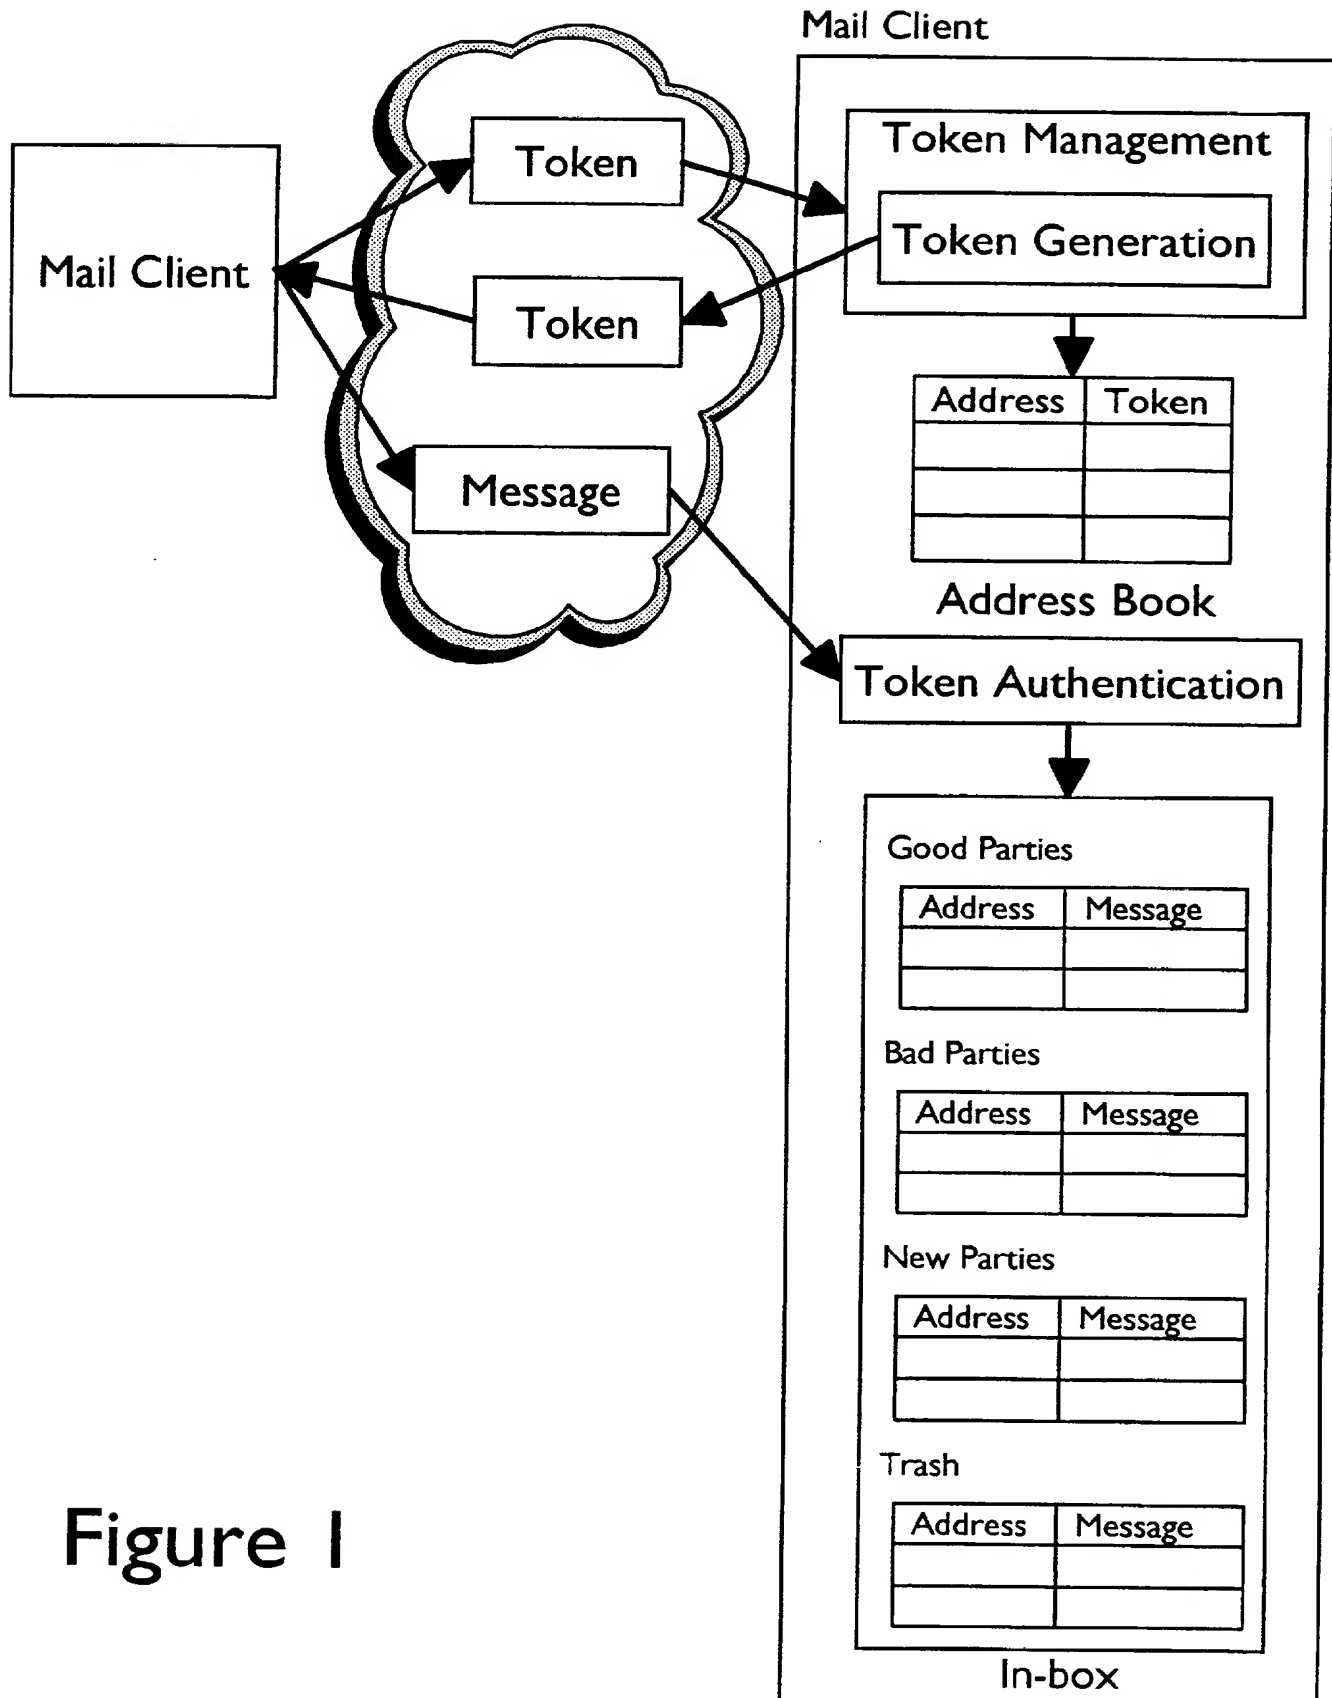 Mail Client
Token Management
Token
Token Generation
Mail Client
Token
Address Token
Message
Address Book
Token Authentication
Good Parties
Address Message
Bad Parties
Address Message
New Parties
Address Message
Trash
Address Message
Figure 1
In-box